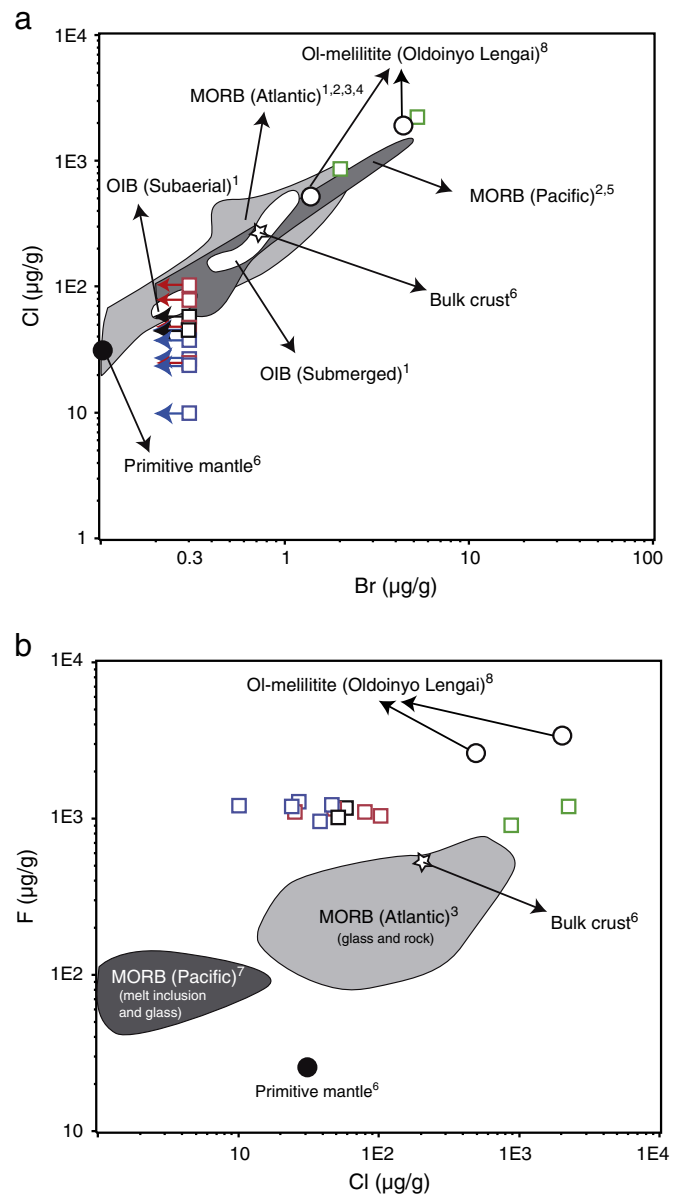 a
1E4
Ol-melilitite (Oldoinyo Lengai)8
MORB (Atlantic)1,2,3,4
1E3
OIB (Subaerial)1
MORB (Pacific)2,5
Cl (µg/g)
1E2
Bulk crust6
OIB (Submerged)1
10
Primitive mantle6
1
0.3
1
10
100
Br (µg/g)
b
1E4
Ol-melilitite (Oldoinyo Lengai)8
1E3
F (µg/g)
MORB (Atlantic)3
(glass and rock)
Bulk crust6
1E2
MORB (Pacific)7
(melt inclusion
and glass)
Primitive mantle6
10
10
1E2
1E3
1E4
Cl (µg/g)